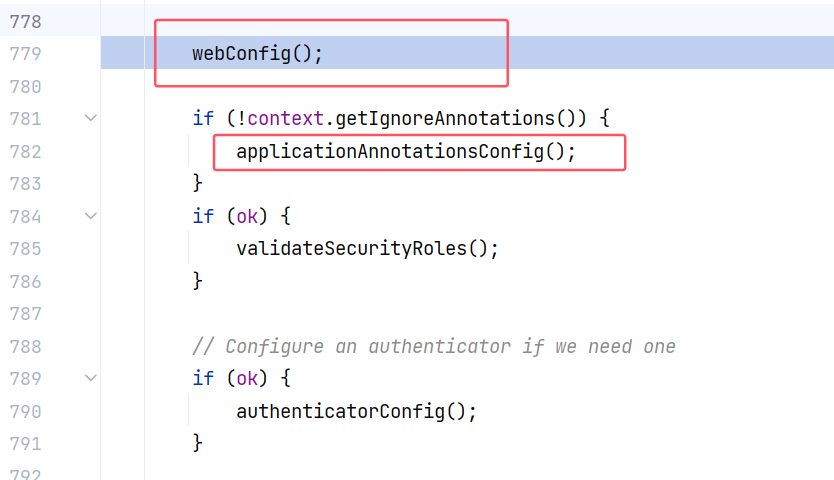 778
779 webConfig();
780
781 if (!context.getIgnoreAnnotations()) {
782 applicationAnnotationsConfig();
783 }
784 if (ok) {
785 validateSecurityRoles();
786 }
787
788 // Configure an authenticator if we need one
789 if (ok) {
790 authenticatorConfig();
791 }
792